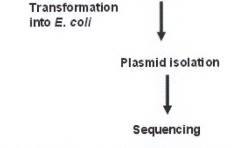 Transformation
into E. coli
Plasmid isolation
Sequencing